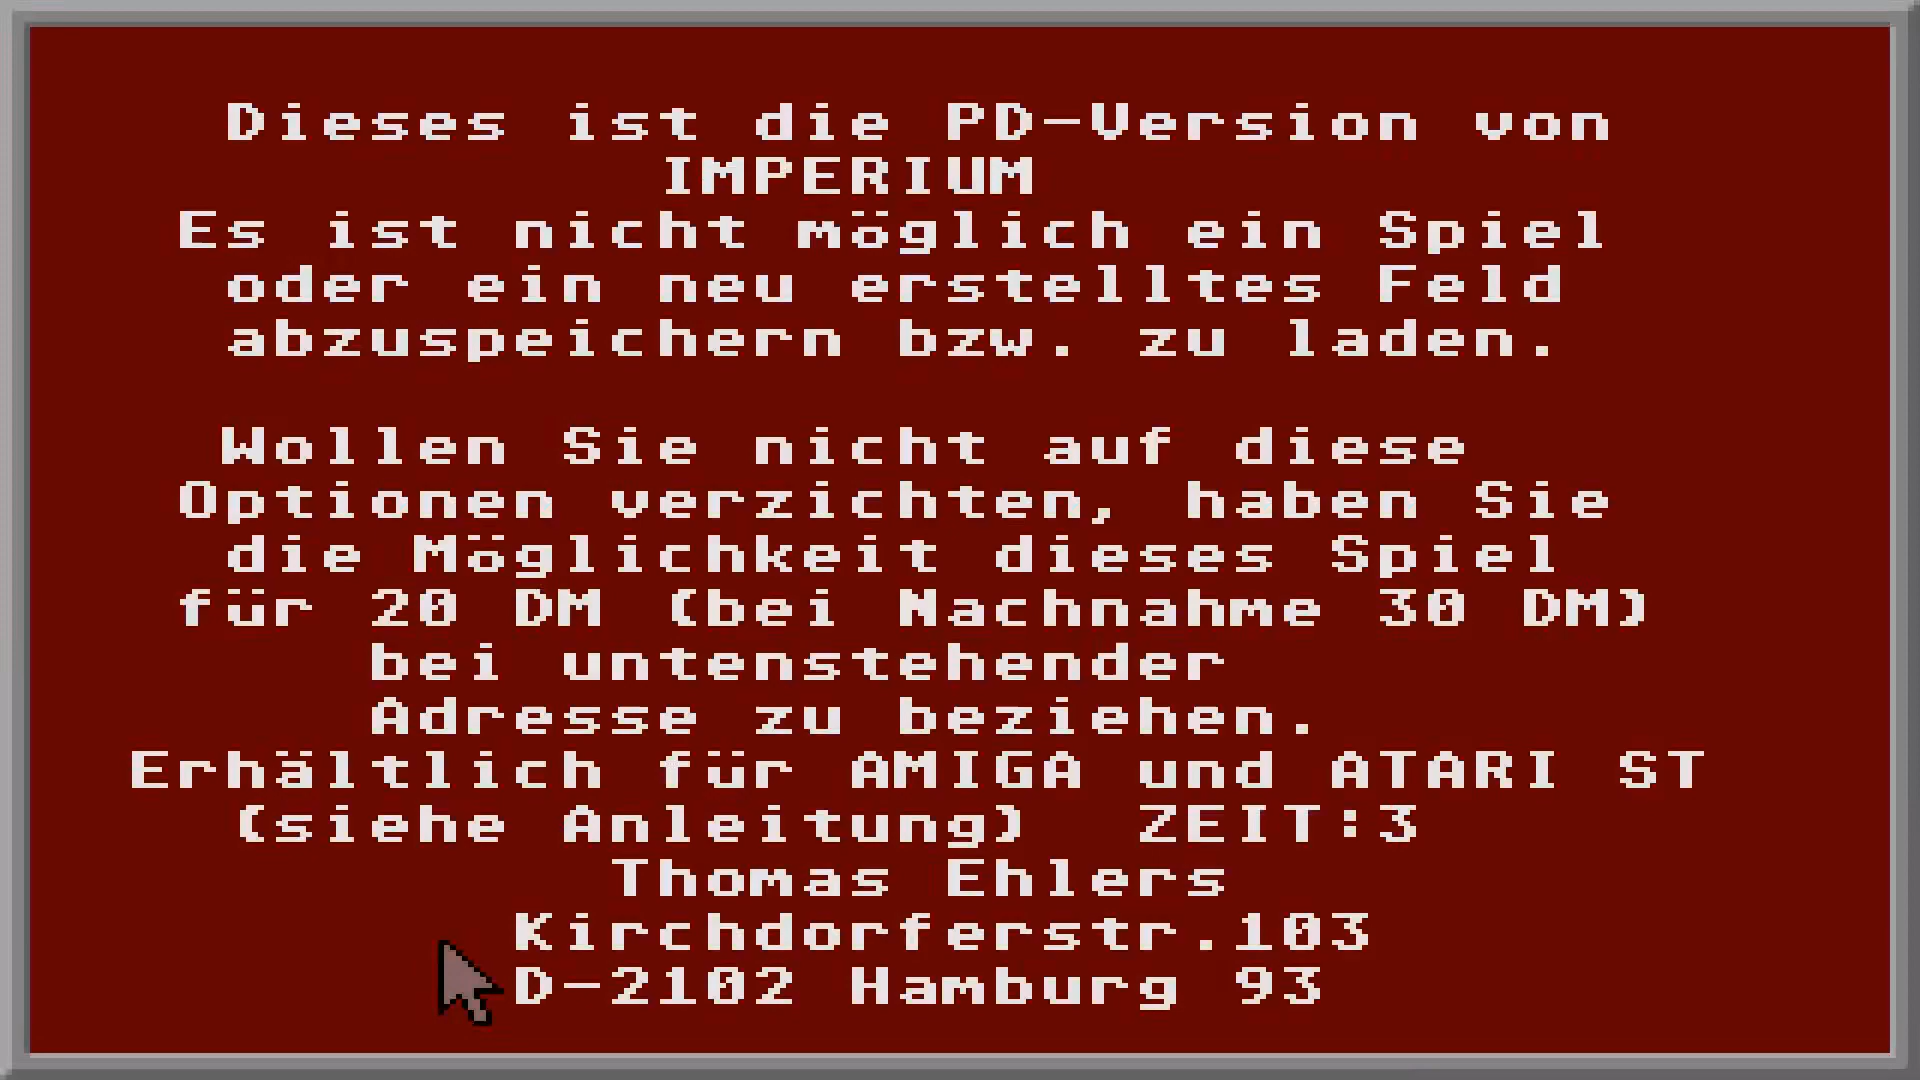 Dieses ist die PD-Version von
IMPERIUM
Es ist nicht möglich ein Spiel
oder ein neu erstelltes Feld
abzuspeichern bzw. zu laden.
Wollen Sie nicht auf diese
Optionen verzichten, haben Sie
die Möglichkeit dieses Spiel
für 20 DM (bei Nachnahme 30 DM)
bei untenstehender
Adresse zu beziehen.
Erhältlich für AMIGA und ATARI ST
(siehe Anleitung) ZEIT:3
Thomas Ehlers
Kirchdorferstr.103
D-2102 Hamburg 93